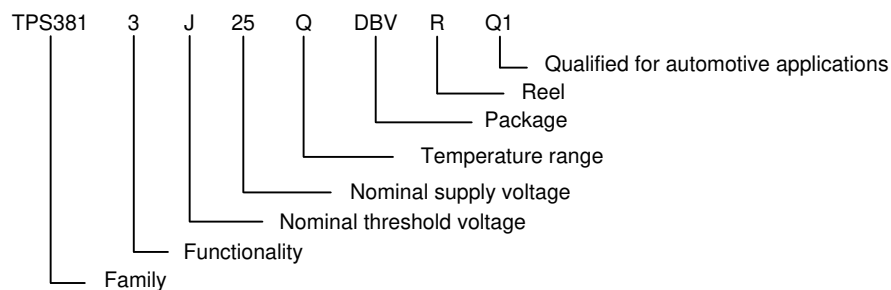 TPS381 3 J 25 Q DBV R Q1
Qualified for automotive applications
Reel
Package
Temperature range
Nominal supply voltage
Nominal threshold voltage
Functionality
Family